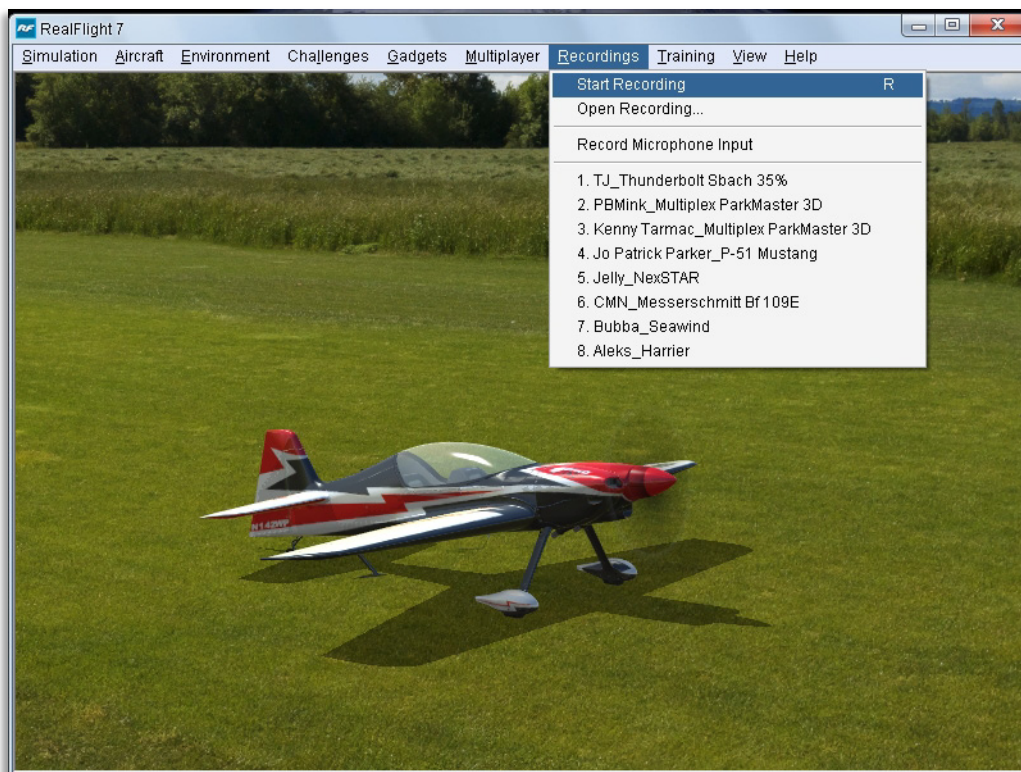 RealFlight 7
Simulation Aircraft Environment Challenges Gadgets Multiplayer Recordings Training View Help
Start Recording R
Open Recording...
Record Microphone Input
1. TJ_Thunderbolt Sbach 35%
2. PBMink_Multiplex ParkMaster 3D
3. Kenny Tarmac_Multiplex ParkMaster 3D
4. Jo Patrick Parker_P-51 Mustang
5. Jelly_NexSTAR
6. CMN_Messerschmitt Bf 109E
7. Bubba_Seawind
8. Aleks_Harrier
N142WP